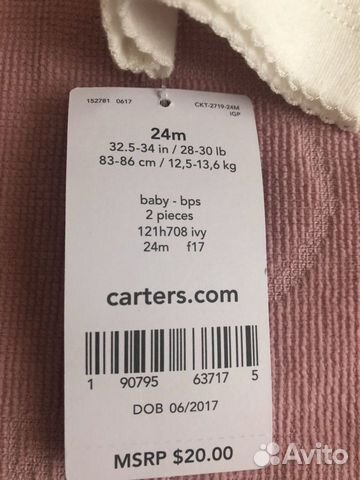 152781 0617 CKT-2719-24M
IGP
24m
32.5-34 in / 28-30 lb
83-86 cm / 12,5-13,6 kg
baby - bps
2 pieces
121h708 ivy
24m f17
carters.com
1 90795 63717 5
DOB 06/2017
MSRP $20.00
Avito